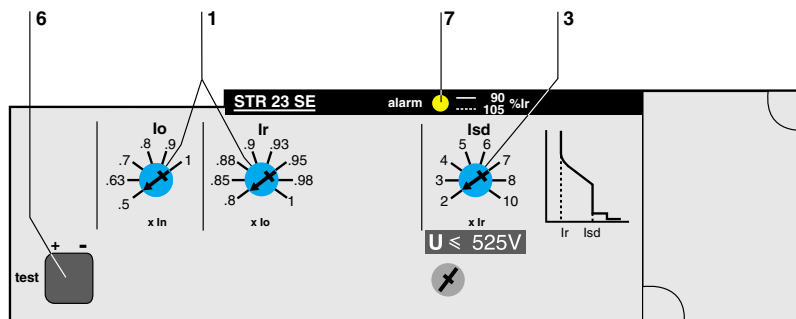 6
1
7
3
STR 23 SE
alarm
90
105
%Ir
Io
.5
.63
.7
.8
.9
1
x In
Ir
.8
.85
.88
.9
.93
.95
.98
1
x Io
Isd
2
3
4
5
6
7
8
10
x Ir
Ir
Isd
U ⩽ 525V
+ -
test